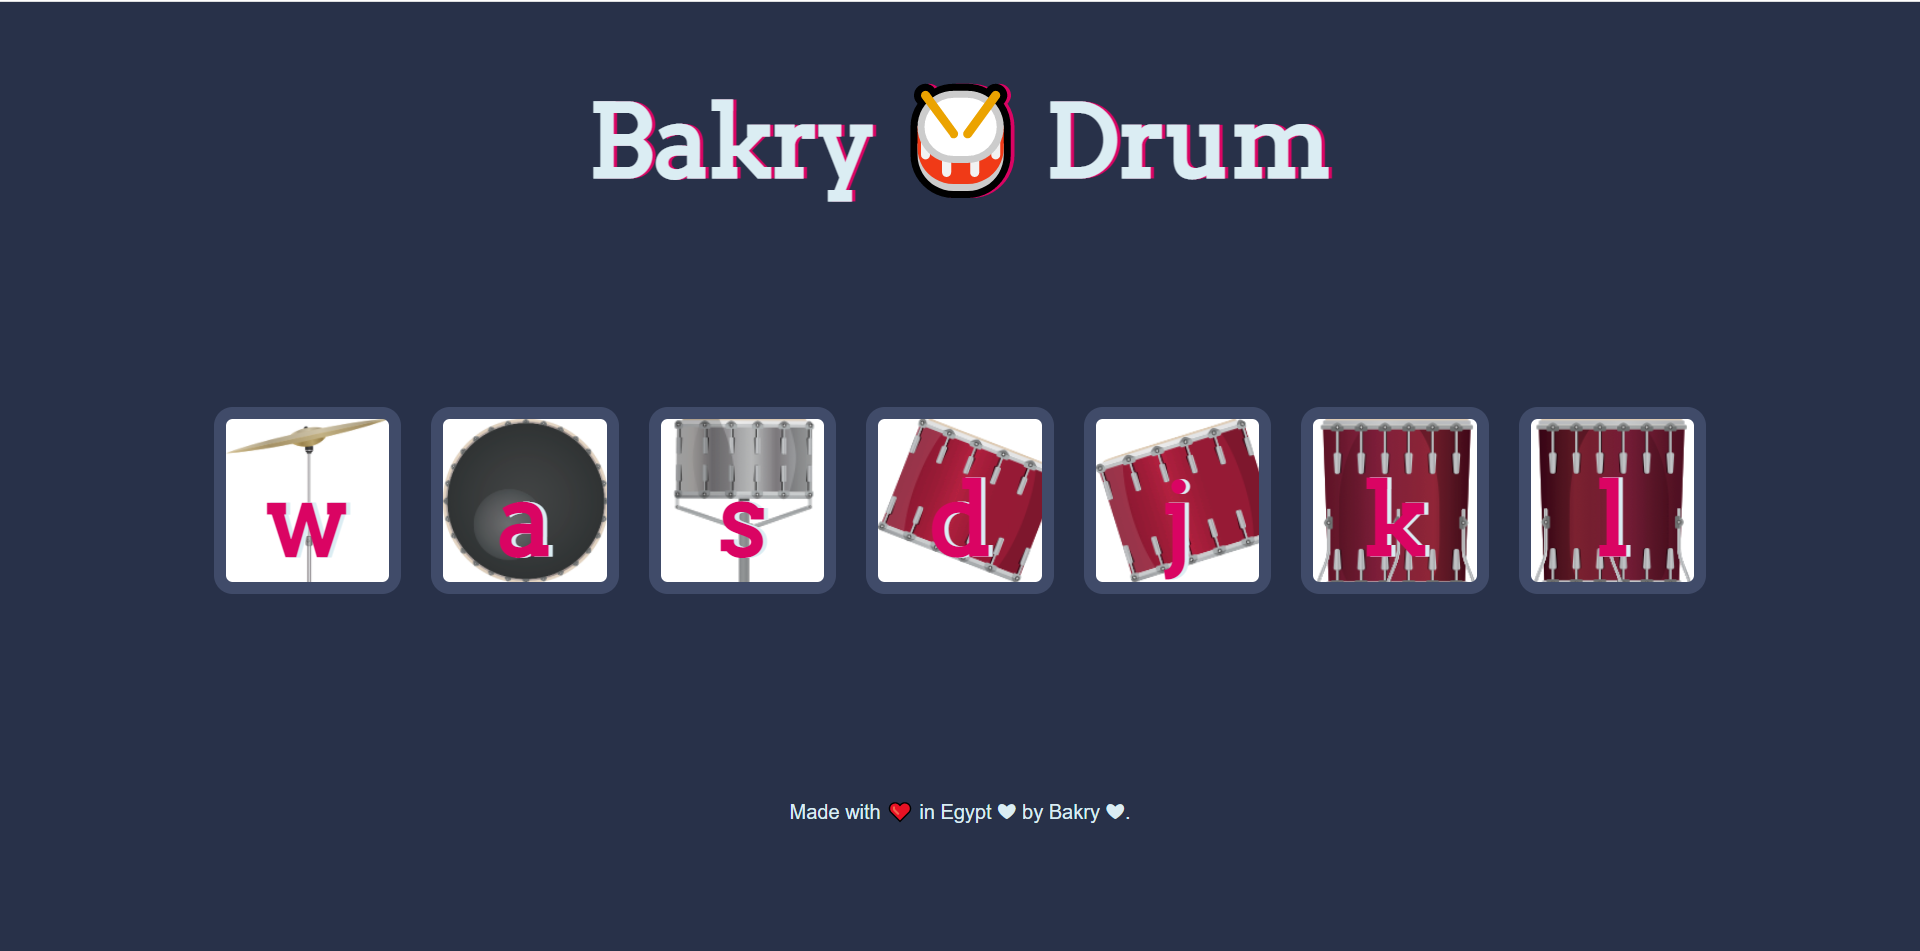 Bakry 🥁 Drum
w a s d j k l
Made with ❤️ in Egypt 🤍 by Bakry 🤍.